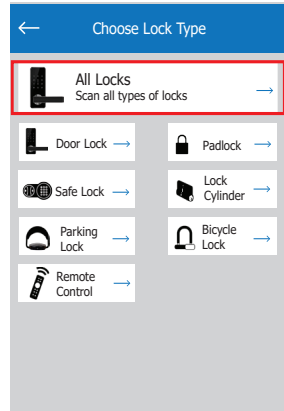 Choose Lock Type
All Locks
Scan all types of locks
Door Lock
Padlock
Safe Lock
Lock
Cylinder
Parking
Lock
Bicycle
Lock
Remote
Control